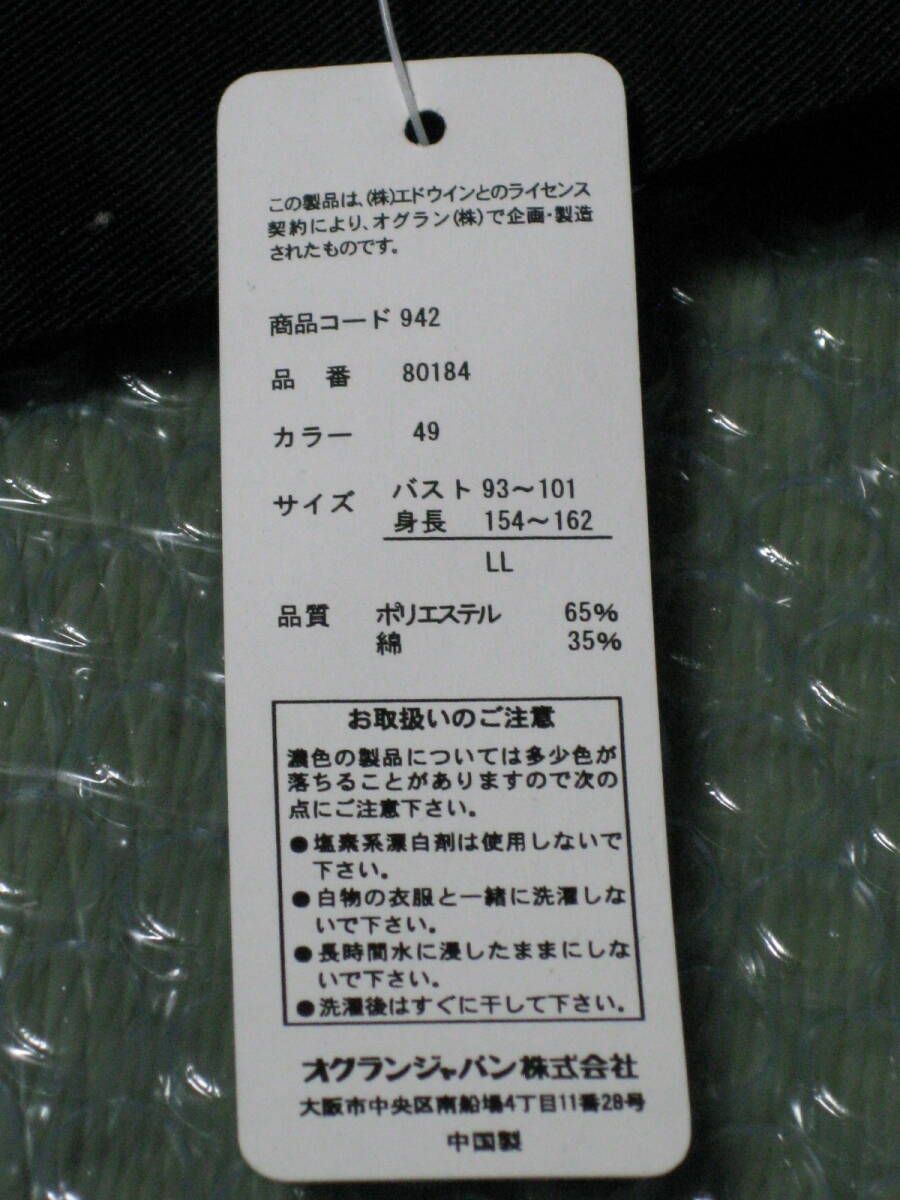 この製品は、(株)エドウインとのライセンス
契約により、オグラン(株)で企画・製造
されたものです。
商品コード 942
品 番 80184
カラー 49
サイズ バスト 93～101
身長 154～162
LL
品質 ポリエステル 65%
綿 35%
お取扱いのご注意
濃色の製品については多少色が
落ちることがありますので次の
点にご注意下さい。
●塩素系漂白剤は使用しないで
下さい。
●白物の衣服と一緒に洗濯しな
いで下さい。
●長時間水に浸したままにしな
いで下さい。
●洗濯後はすぐに干して下さい。
オグランジャパン株式会社
大阪市中央区南船場4丁目11番28号
中国製